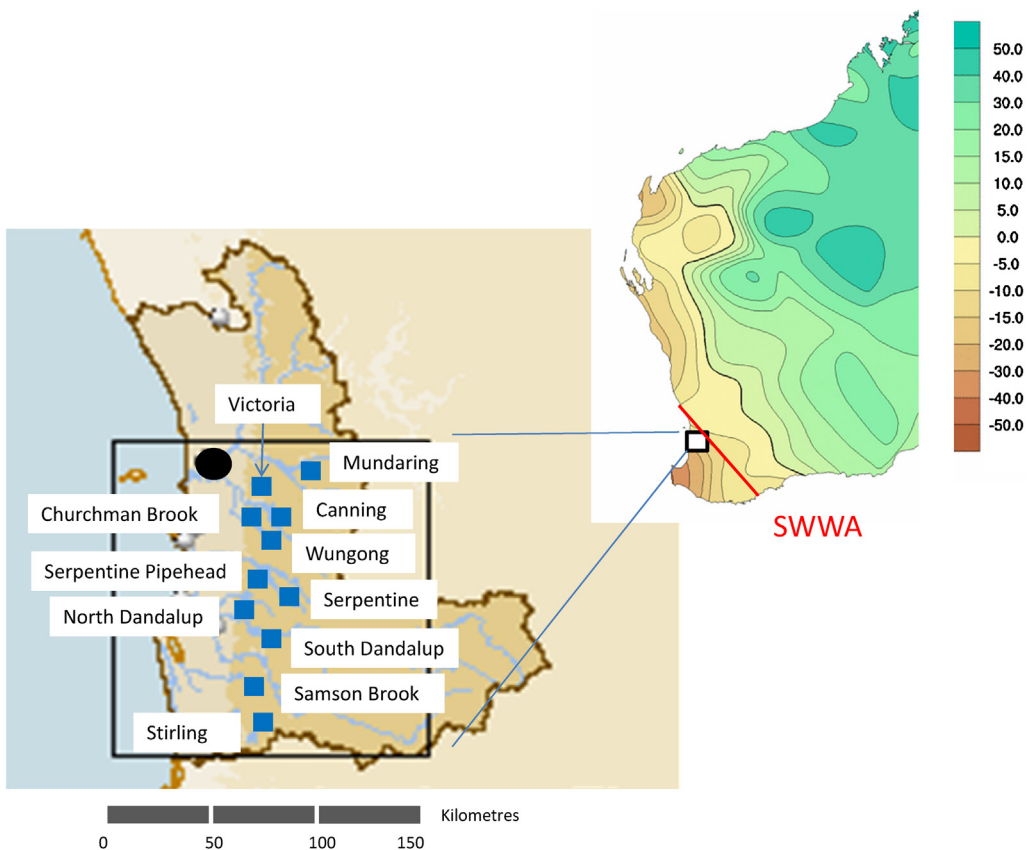 50.0
40.0
30.0
20.0
15.0
10.0
5.0
0.0
-5.0
-10.0
-15.0
-20.0
-30.0
-40.0
-50.0
SWWA
Victoria
Mundaring
Churchman Brook
Canning
Wungong
Serpentine Pipehead
Serpentine
North Dandalup
South Dandalup
Samson Brook
Stirling
Kilometres
0 50 100 150